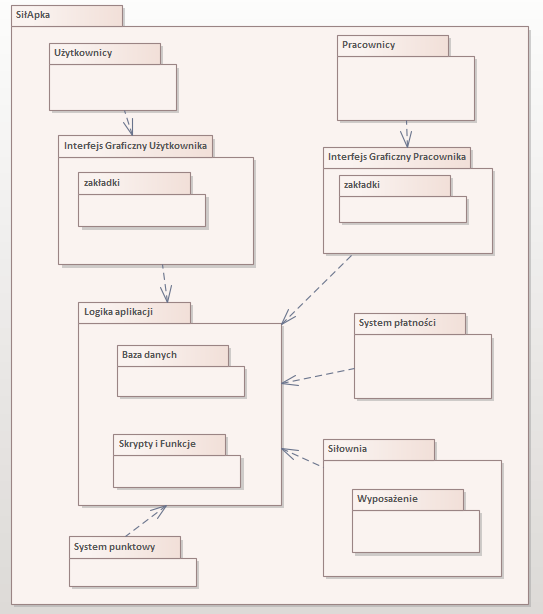 SiłApka
Użytkownicy
Pracownicy
Interfejs Graficzny Użytkownika
zakładki
Interfejs Graficzny Pracownika
zakładki
Logika aplikacji
Baza danych
Skrypty i Funkcje
System płatności
Siłownia
Wyposażenie
System punktowy